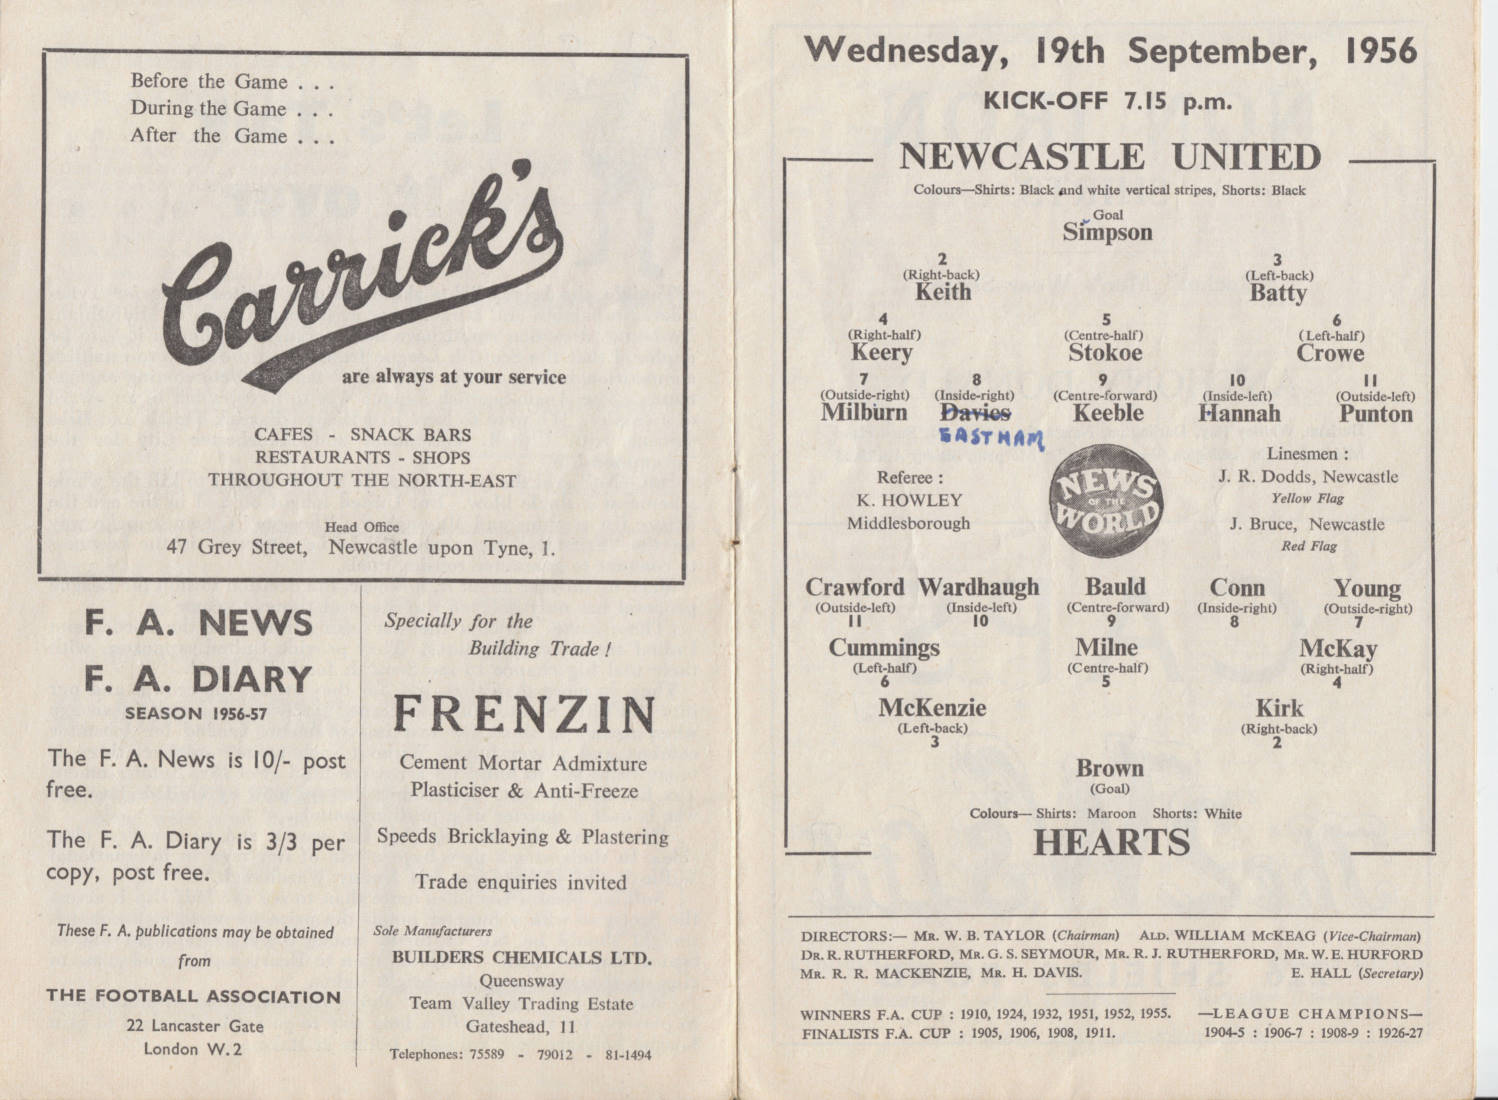 Before the Game . . .
During the Game . . .
After the Game . . .
Carrick's
are always at your service
CAFES - SNACK BARS
RESTAURANTS - SHOPS
THROUGHOUT THE NORTH-EAST
Head Office
47 Grey Street, Newcastle upon Tyne, 1.
F. A. NEWS
F. A. DIARY
SEASON 1956-57
The F. A. News is 10/- post
free.
The F. A. Diary is 3/3 per
copy, post free.
These F. A. publications may be obtained
from
THE FOOTBALL ASSOCIATION
22 Lancaster Gate
London W.2
Specially for the
Building Trade !
FRENZIN
Cement Mortar Admixture
Plasticiser & Anti-Freeze
Speeds Bricklaying & Plastering
Trade enquiries invited
Sole Manufacturers
BUILDERS CHEMICALS LTD.
Queensway
Team Valley Trading Estate
Gateshead, 11
Telephones: 75589 - 79012 - 81-1494
Wednesday, 19th September, 1956
KICK-OFF 7.15 p.m.
NEWCASTLE UNITED
Colours—Shirts: Black and white vertical stripes, Shorts: Black
Goal
Simpson
2 3
(Right-back) (Left-back)
Keith Batty
4 5 6
(Right-half) (Centre-half) (Left-half)
Keery Stokoe Crowe
7 8 9 10 11
(Outside-right) (Inside-right) (Centre-forward) (Inside-left) (Outside-left)
Milburn Davies Keeble Hannah Punton
EASTHAM
Referee :
K. HOWLEY
Middlesborough
NEWS
OF THE
WORLD
Linesmen :
J. R. Dodds, Newcastle
Yellow Flag
J. Bruce, Newcastle
Red Flag
Crawford Wardhaugh Bauld Conn Young
(Outside-left) (Inside-left) (Centre-forward) (Inside-right) (Outside-right)
11 10 9 8 7
Cummings Milne McKay
(Left-half) (Centre-half) (Right-half)
6 5 4
McKenzie Kirk
(Left-back) (Right-back)
3 2
Brown
(Goal)
Colours— Shirts: Maroon Shorts: White
HEARTS
DIRECTORS:— MR. W. B. TAYLOR (Chairman) ALD. WILLIAM McKEAG (Vice-Chairman)
DR. R. RUTHERFORD, MR. G. S. SEYMOUR, MR. R. J. RUTHERFORD, MR. W. E. HURFORD
MR. R. R. MACKENZIE, MR. H. DAVIS. E. HALL (Secretary)
WINNERS F.A. CUP : 1910, 1924, 1932, 1951, 1952, 1955. —LEAGUE CHAMPIONS—
FINALISTS F.A. CUP : 1905, 1906, 1908, 1911. 1904-5 : 1906-7 : 1908-9 : 1926-27